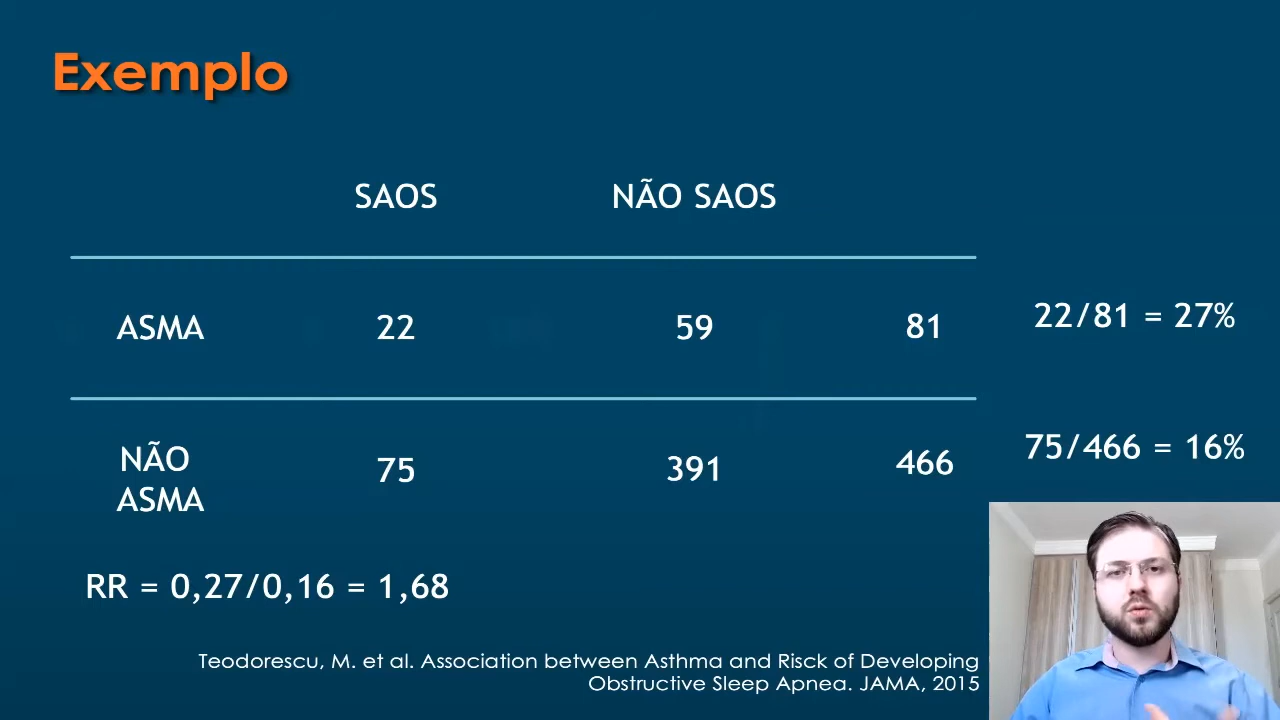 Exemplo
SAOS NÃO SAOS
ASMA 22 59 81 22/81 = 27%
NÃO
ASMA 75 391 466 75/466 = 16%
RR = 0,27/0,16 = 1,68
Teodorescu, M. et al. Association between Asthma and Risck of Developing
Obstructive Sleep Apnea. JAMA, 2015